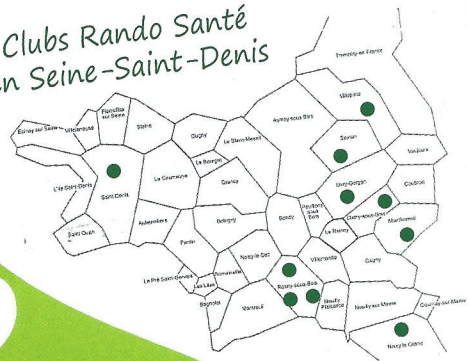 Clubs Rando Santé
en Seine-Saint-Denis
Tremblay en France
Villepinte
Epinay sur Seine
Villetaneuse
Pierrefitte
sur Seine
Stains
Dugny
Le Blanc-Mesnil
Aulnay sous Bois
Sevran
Vaujours
Le Bourget
L'Ile Saint-Denis
Saint Denis
La Courneuve
Drancy
Livry-Gargan
Coubron
Clichy-sous-Bois
Pavillons
sous
Bois
Montfermeil
Saint Ouen
Aubervilliers
Bobigny
Bondy
Le Raincy
Pantin
Noisy-le-Sec
Villemomble
Gagny
Le Pré Saint-Gervais
Les Lilas
Romainville
Rosny-sous-Bois
Bagnolet
Montreuil
Neuilly
Plaisance
Neuilly sur Marne
Gournay-sur-Marne
Noisy le Grand